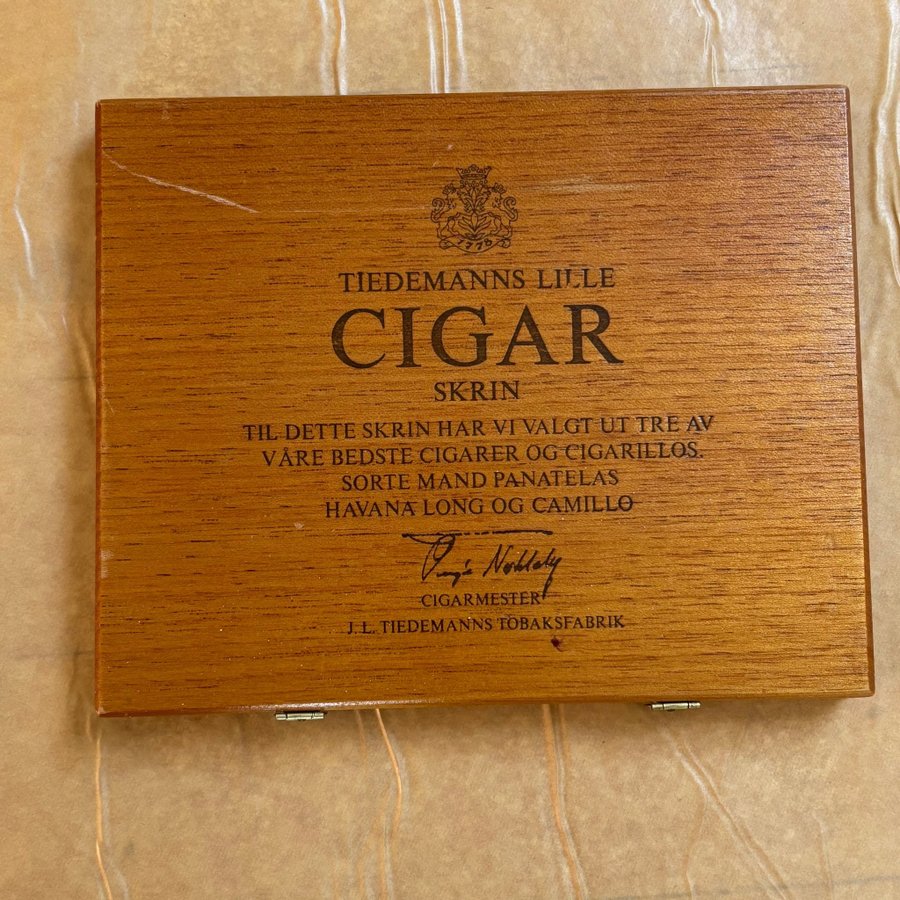 1778
TIEDEMANNS LILLE
CIGAR
SKRIN
TIL DETTE SKRIN HAR VI VALGT UT TRE AV
VÅRE BEDSTE CIGARER OG CIGARILLOS.
SORTE MAND PANATELAS
HAVANA LONG OG CAMILLO
CIGARMESTER
J. L. TIEDEMANNS TOBAKSFABRIK